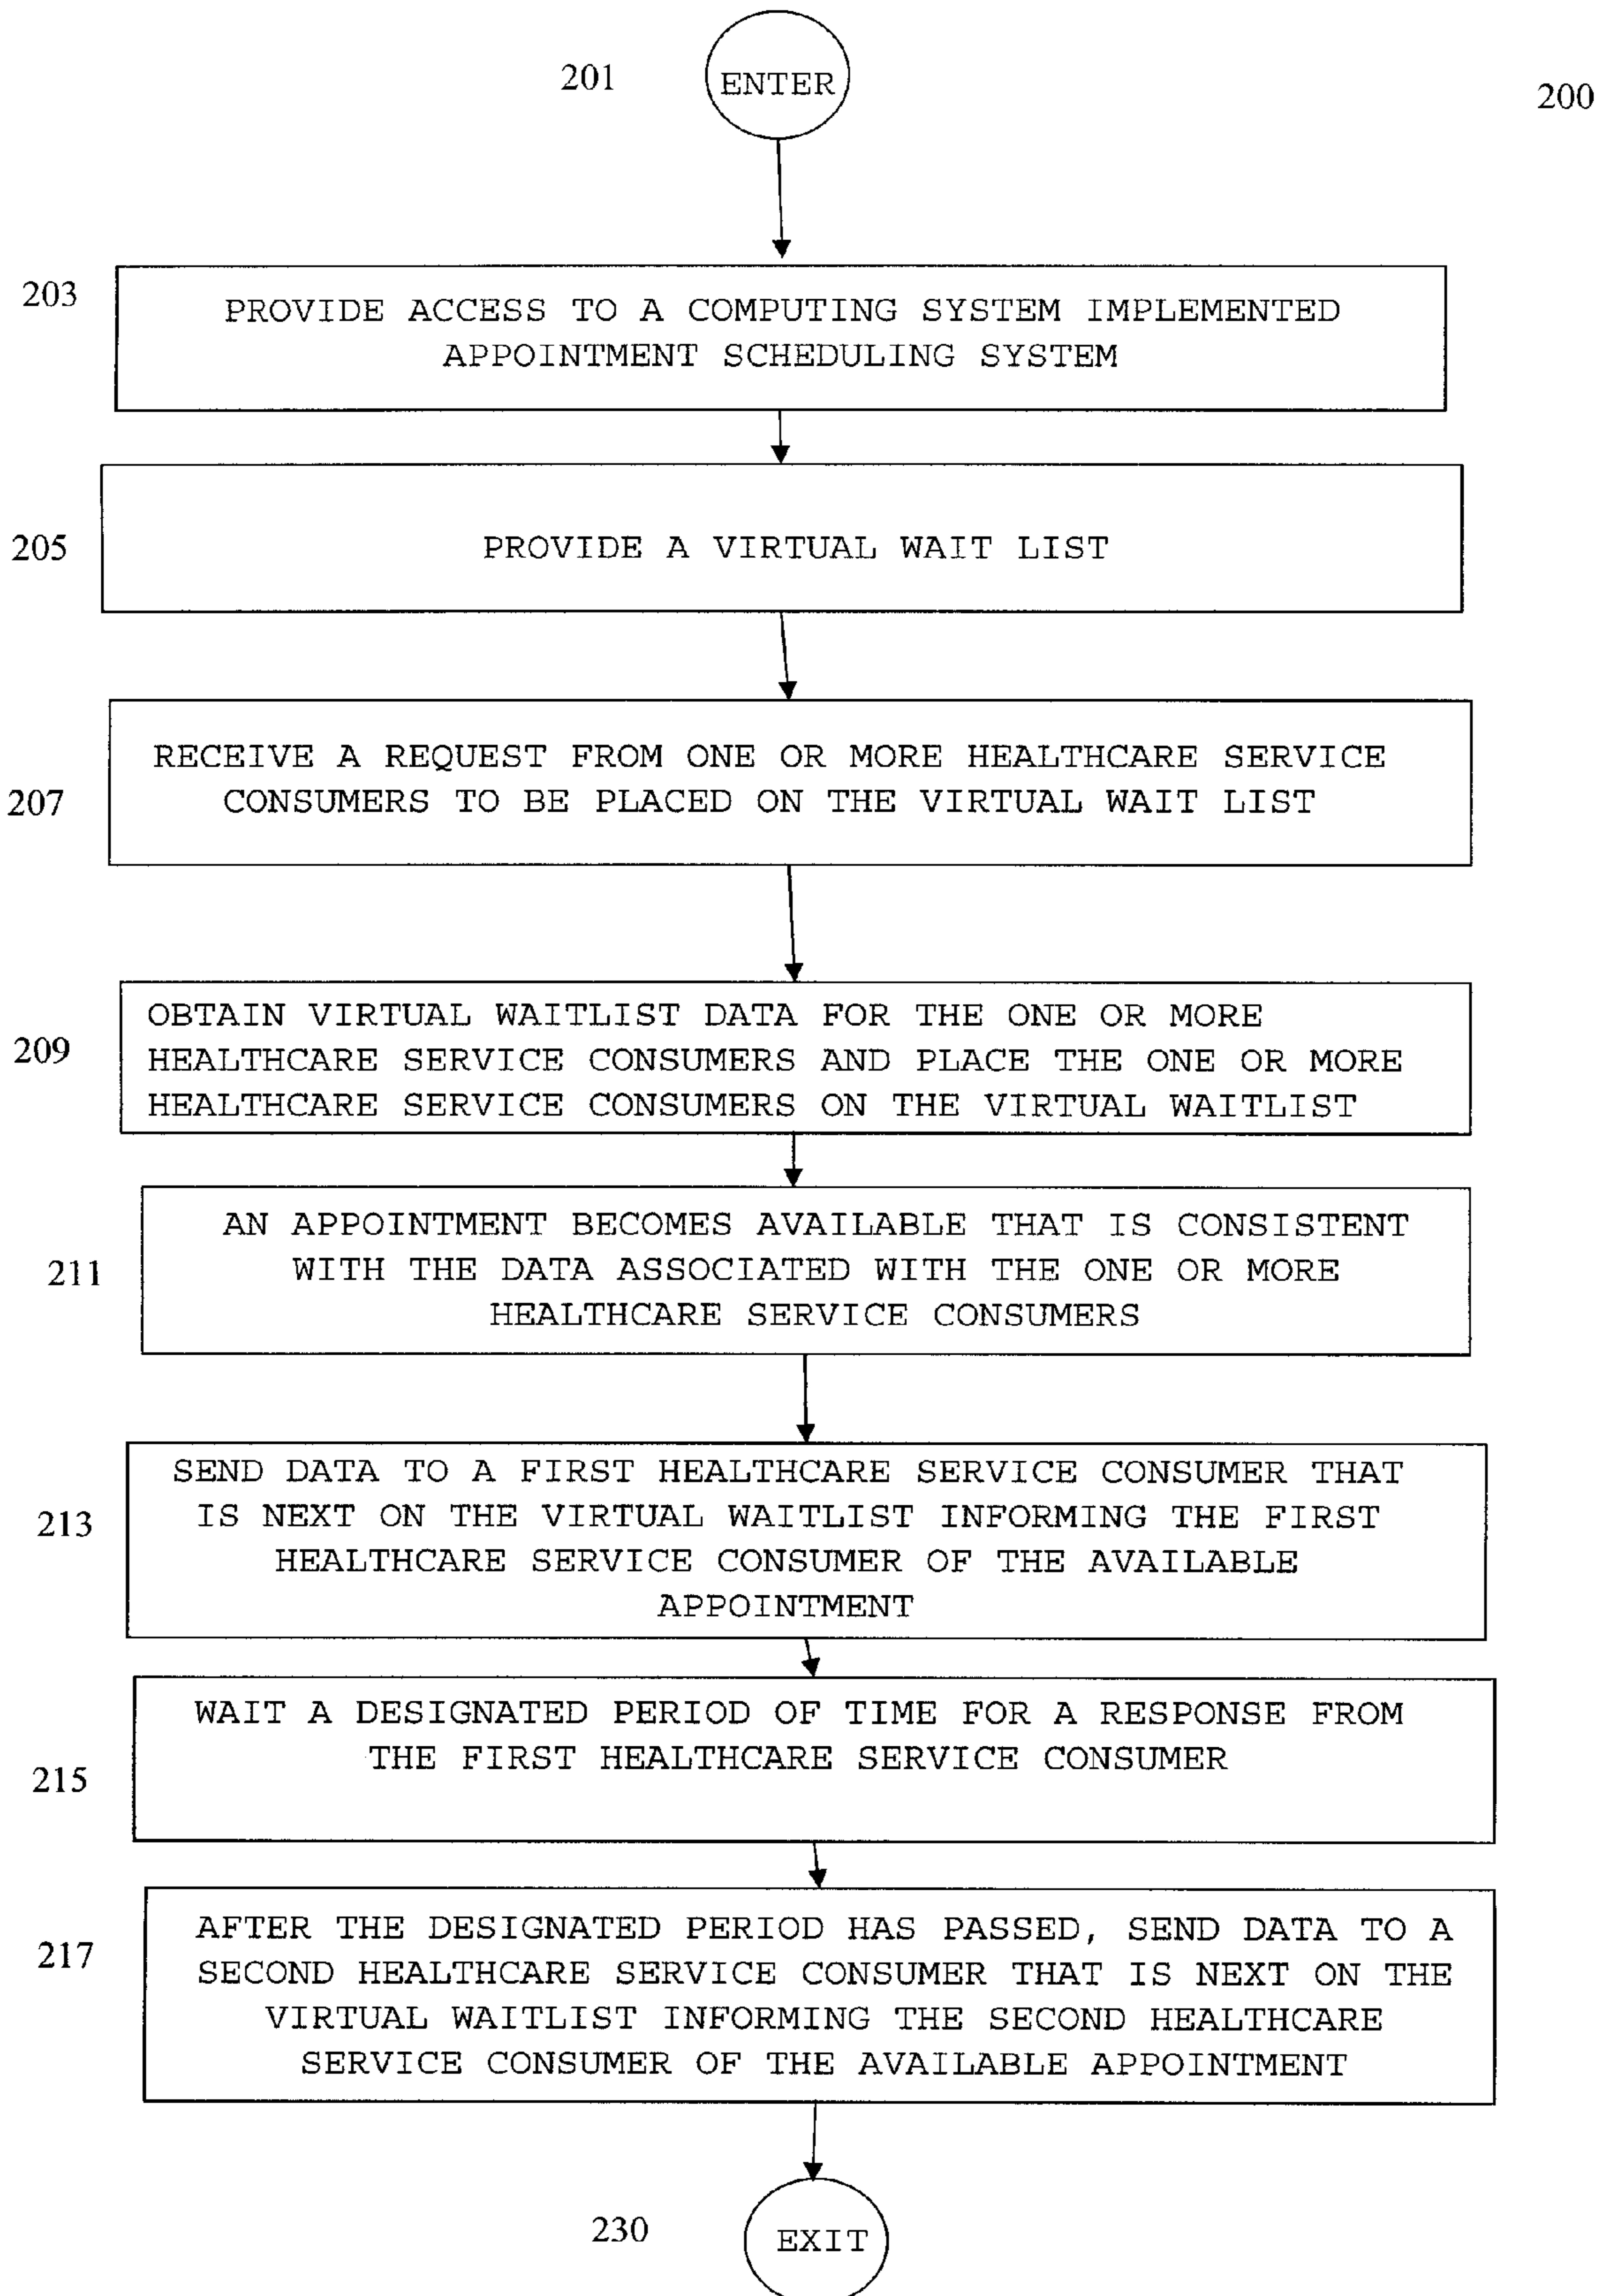 201
ENTER
200
203
PROVIDE ACCESS TO A COMPUTING SYSTEM IMPLEMENTED
APPOINTMENT SCHEDULING SYSTEM
205
PROVIDE A VIRTUAL WAIT LIST
207
RECEIVE A REQUEST FROM ONE OR MORE HEALTHCARE SERVICE
CONSUMERS TO BE PLACED ON THE VIRTUAL WAIT LIST
209
OBTAIN VIRTUAL WAITLIST DATA FOR THE ONE OR MORE
HEALTHCARE SERVICE CONSUMERS AND PLACE THE ONE OR MORE
HEALTHCARE SERVICE CONSUMERS ON THE VIRTUAL WAITLIST
211
AN APPOINTMENT BECOMES AVAILABLE THAT IS CONSISTENT
WITH THE DATA ASSOCIATED WITH THE ONE OR MORE
HEALTHCARE SERVICE CONSUMERS
213
SEND DATA TO A FIRST HEALTHCARE SERVICE CONSUMER THAT
IS NEXT ON THE VIRTUAL WAITLIST INFORMING THE FIRST
HEALTHCARE SERVICE CONSUMER OF THE AVAILABLE
APPOINTMENT
215
WAIT A DESIGNATED PERIOD OF TIME FOR A RESPONSE FROM
THE FIRST HEALTHCARE SERVICE CONSUMER
217
AFTER THE DESIGNATED PERIOD HAS PASSED, SEND DATA TO A
SECOND HEALTHCARE SERVICE CONSUMER THAT IS NEXT ON THE
VIRTUAL WAITLIST INFORMING THE SECOND HEALTHCARE
SERVICE CONSUMER OF THE AVAILABLE APPOINTMENT
230
EXIT